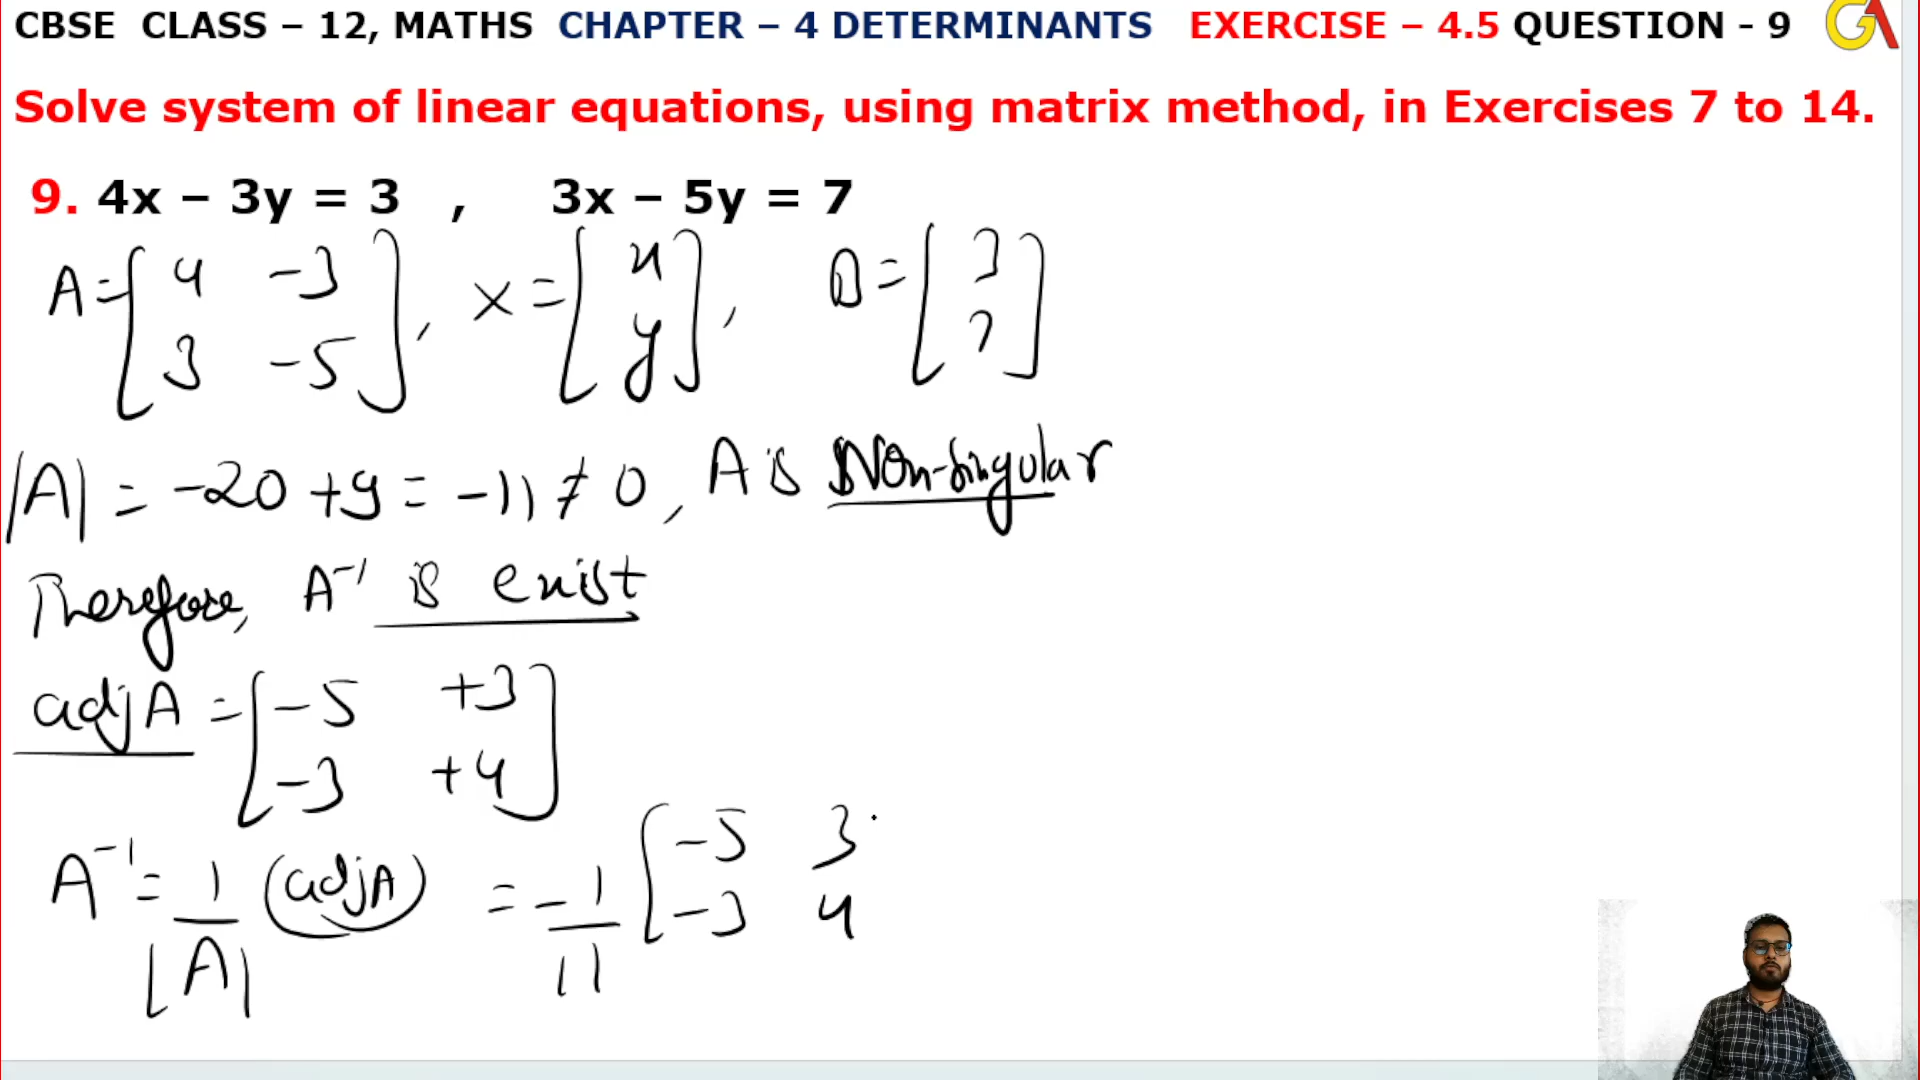 CBSE CLASS – 12, MATHS CHAPTER – 4 DETERMINANTS EXERCISE – 4.5 QUESTION - 9 GA
Solve system of linear equations, using matrix method, in Exercises 7 to 14.
9. 4x – 3y = 3 , 3x – 5y = 7
A = [4 -3
3 -5], X = [x
y], B = [3
7]
|A| = -20 + 9 = -11 ≠ 0, A is Non-singular
Therefore, A⁻¹ is exist
adj A = [-5 +3
-3 +4]
A⁻¹ = 1/|A| (adj A) = -1/11 [-5 3
-3 4